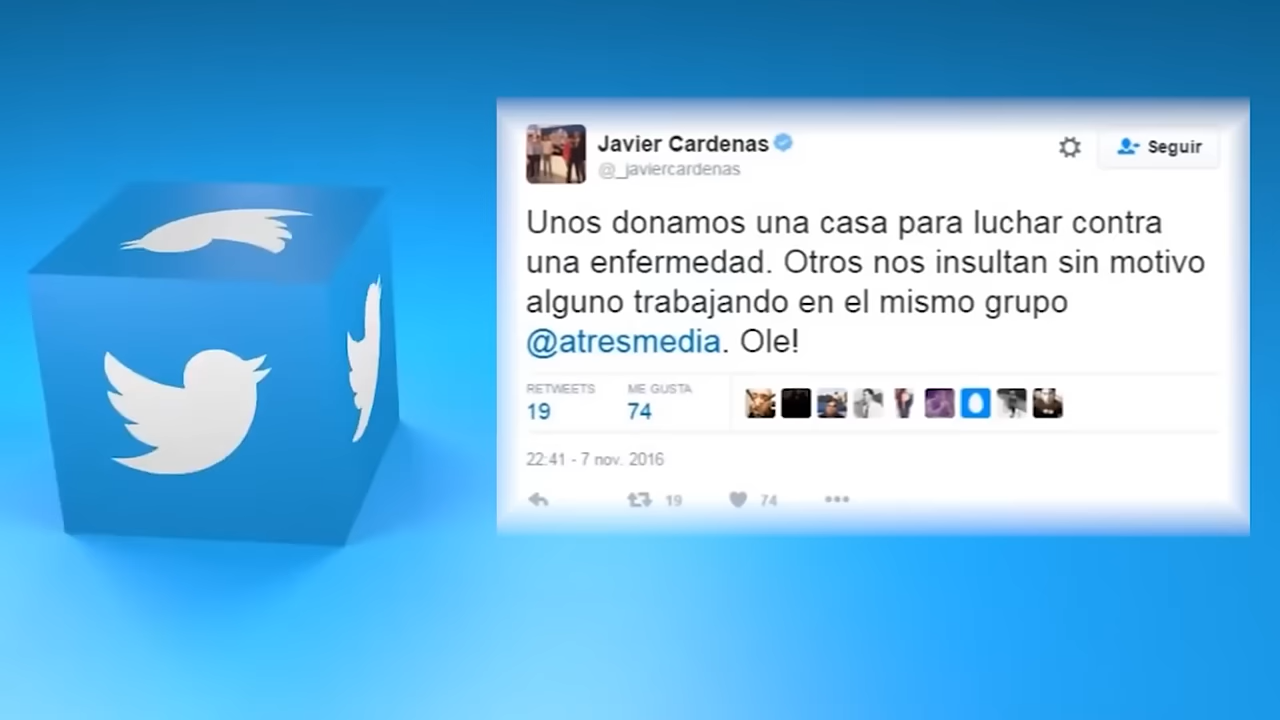 Javier Cardenas
@_javiercardenas
Seguir
Unos donamos una casa para luchar contra
una enfermedad. Otros nos insultan sin motivo
alguno trabajando en el mismo grupo
@atresmedia. Ole!
RETWEETS ME GUSTA
19 74
22:41 - 7 nov. 2016
19 74